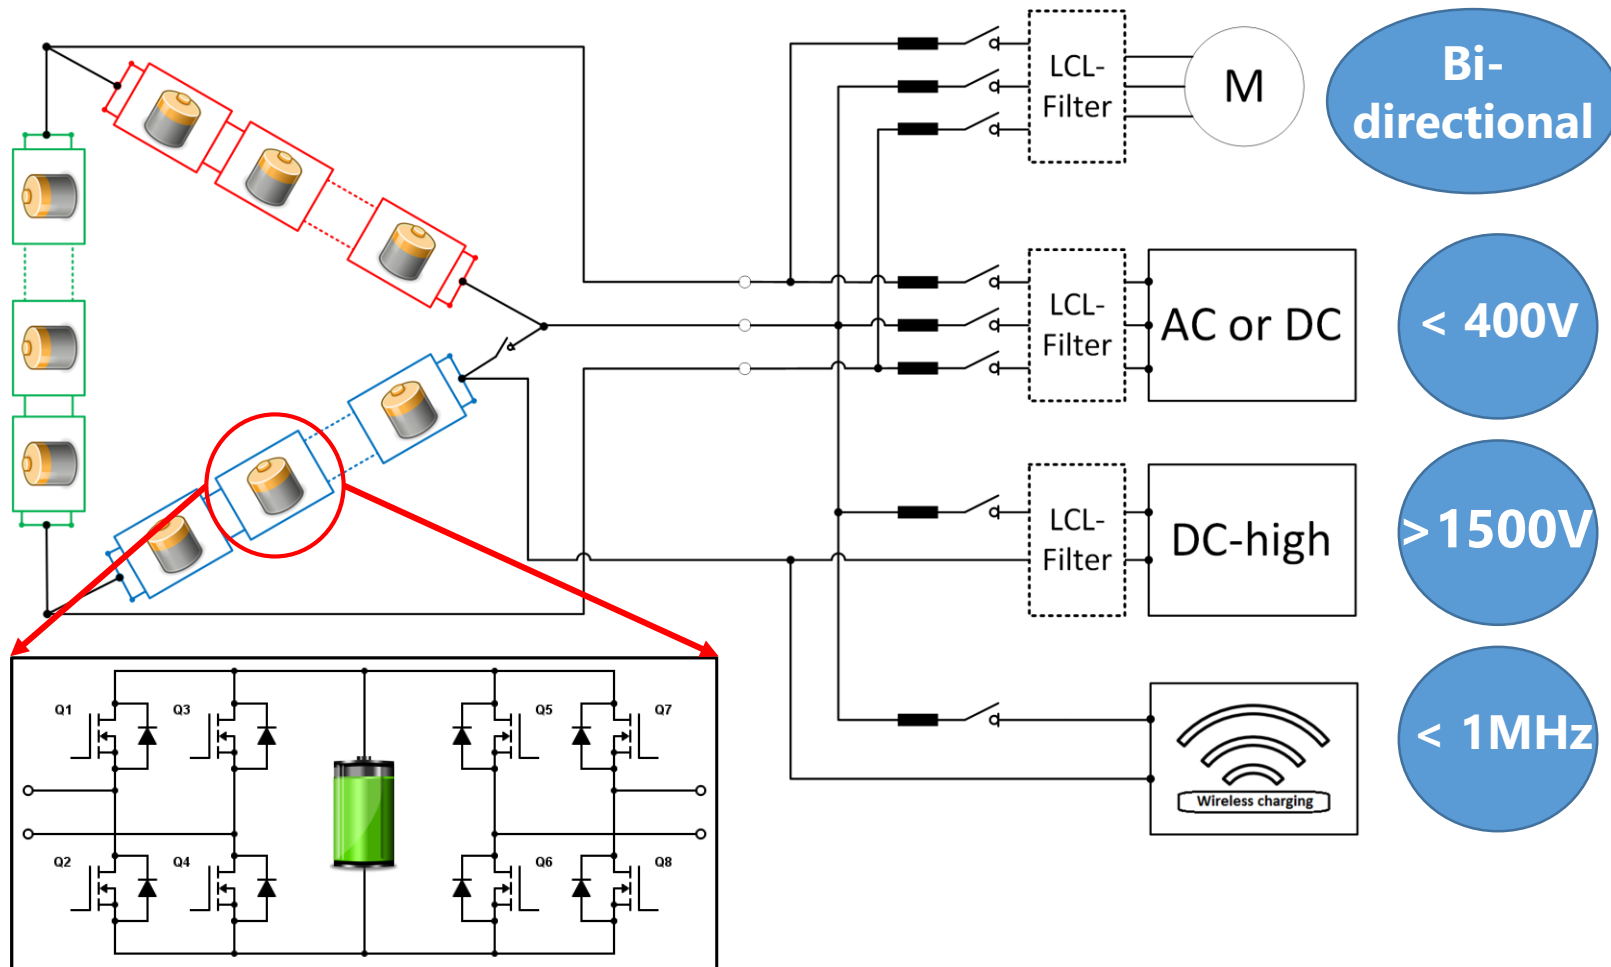 LCL-
Filter
M
Bi-
directional
LCL-
Filter
AC or DC
< 400V
LCL-
Filter
DC-high
>1500V
Wireless charging
< 1MHz
Q1
Q3
Q5
Q7
Q2
Q4
Q6
Q8